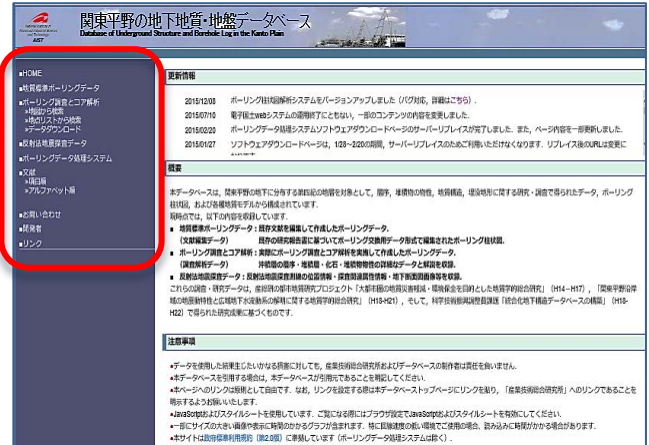 関東平野の地下地質・地盤データベース
Database of Underground Structure and Borehole Log in the Kanto Plain
AIST
■HOME
■地質標準ボーリングデータ
■ボーリング調査とコア解析
»地図から検索
»地点リストから検索
»データダウンロード
■反射法地震探査データ
■ボーリングデータ処理システム
■文献
»項目順
»アルファベット順
■お問い合わせ
■開発者
■リンク
更新情報
2015/12/08 ボーリング柱状図解析システムをバージョンアップしました（バグ対応、詳細はこちら）.
2015/07/10 電子国土webシステムの運用終了にともない、一部のコンテンツの内容を変更しました.
2015/02/20 ボーリングデータ処理システムソフトウェアダウンロードページのサーバーリプレイスが完了しました. また、ページ内容を一部更新しました.
2015/01/27 ソフトウェアダウンロードページは、1/28～2/20の期間、サーバーリプレイスのためご利用いただけなくなります. リプレイス後のURLは変更に
概要
本データベースは、関東平野の地下に分布する第四紀の地層を対象として、層序，堆積物の物性，地質構造，埋没地形に関する研究・調査で得られたデータ，ボーリング
柱状図，および各種地質モデルから構成されています.
現時点では，以下の内容を収録しています.
■ 地質標準ボーリングデータ：既存文献を編集して作成したボーリングデータ.
（文献編集データ） 既存の研究報告書に基づいてボーリング交換用データ形式で編集されたボーリング柱状図.
■ ボーリング調査とコア解析：実際にボーリング調査とコア解析を実施して作成したボーリングデータ.
（調査解析データ） 沖積層の層序・堆積層・化石・堆積物物性の詳細なデータと解説を収録.
■ 反射法地震探査データ：反射法地震探査測線の位置情報・探査関連属性情報・地下断面図画像等を収録.
これらの調査・研究データは，産総研の都市地質研究プロジェクト「大都市圏の地質災害軽減・環境保全を目的とした地質学的総合研究」（H14－H17），「関東平野沿岸
域の地震動特性と広域地下水流動系の解明に関する地質学的総合研究」（H18-H21），そして，科学技術振興調整費課題「統合化地下構造データベースの構築」（H18-
H22）で得られた研究成果に基づくものです.
注意事項
●データを使用した結果生じたいかなる損害に対しても，産業技術総合研究所およびデータベースの制作者は責任を負いません.
●本データベースを引用する場合は，本データベースが引用元であることを明記してください.
●本ページへのリンクは原則として自由です. なお，リンクを設定する際は本データベーストップページにリンクを貼り，「産業技術総合研究所」へのリンクであることを
明示するようお願いいたします.
●JavaScriptおよびスタイルシートを使用しています. ご覧になる際にはブラウザ設定でJavaScriptおよびスタイルシートを有効にしてください.
●一部にサイズの大きい画像や表示に時間のかかるグラフが含まれます. 特に回線速度の低い環境でご使用の場合，読み込みに時間がかかる場合があります.
●本サイトは政府標準利用規約（第2.0版）に準拠しています（ボーリングデータ処理システムは除く）.